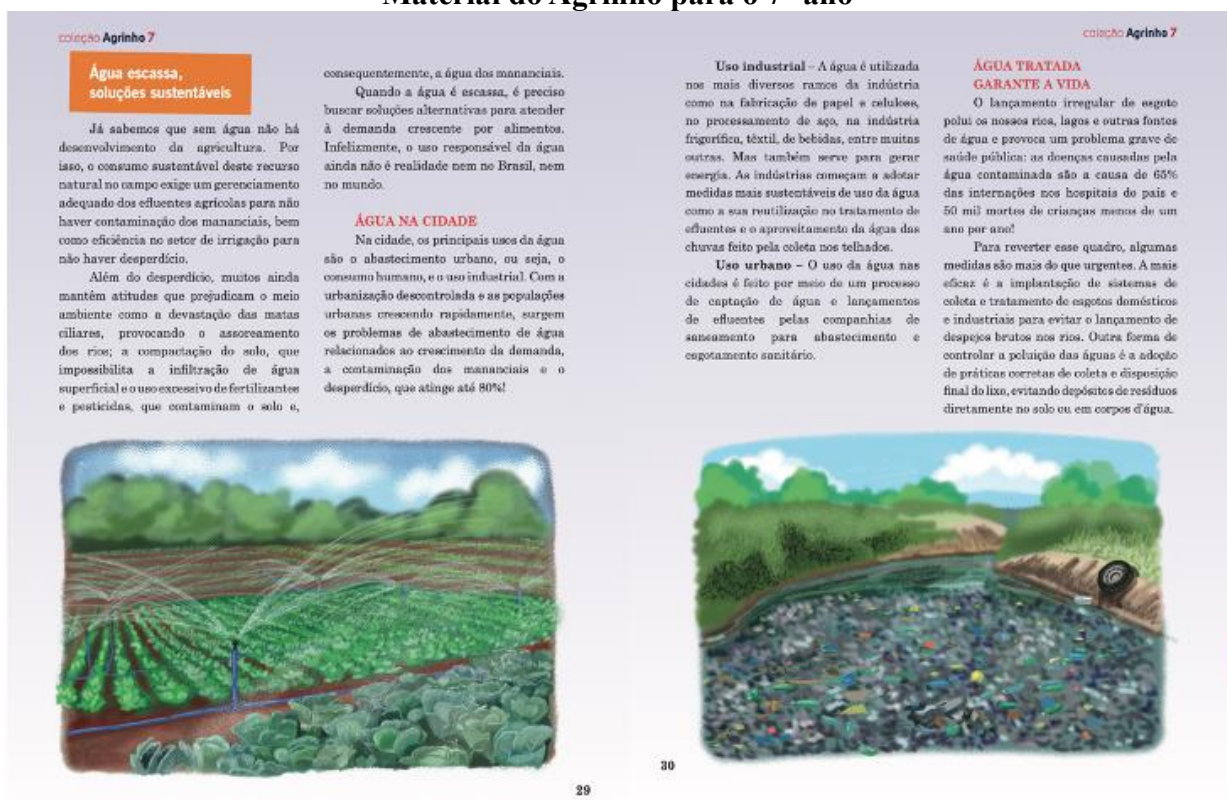 Material do Agrinho para o 7º ano
coleção Agrinho 7
Água escassa,
soluções sustentáveis
Já sabemos que sem água não há
desenvolvimento da agricultura. Por
isso, o consumo sustentável deste recurso
natural no campo exige um gerenciamento
adequado dos efluentes agrícolas para não
haver contaminação dos mananciais, bem
como eficiência no setor de irrigação para
não haver desperdício.
Além do desperdício, muitos ainda
mantêm atitudes que prejudicam o meio
ambiente como a devastação das matas
ciliares, provocando o assoreamento
dos rios; a compactação do solo, que
impossibilita a infiltração de água
superficial e o uso excessivo de fertilizantes
e pesticidas, que contaminam o solo e,
consequentemente, a água dos mananciais.
Quando a água é escassa, é preciso
buscar soluções alternativas para atender
à demanda crescente por alimentos.
Infelizmente, o uso responsável da água
ainda não é realidade nem no Brasil, nem
no mundo.
ÁGUA NA CIDADE
Na cidade, os principais usos da água
são o abastecimento urbano, ou seja, o
consumo humano, e o uso industrial. Com a
urbanização descontrolada e as populações
urbanas crescendo rapidamente, surgem
os problemas de abastecimento de água
relacionados ao crescimento da demanda,
a contaminação dos mananciais e o
desperdício, que atinge até 80%!
29
coleção Agrinho 7
Uso industrial – A água é utilizada
nos mais diversos ramos da indústria
como na fabricação de papel e celulose,
no processamento de aço, na indústria
frigorífica, têxtil, de bebidas, entre muitas
outras. Mas também serve para gerar
energia. As indústrias começam a adotar
medidas mais sustentáveis de uso da água
como a sua reutilização no tratamento de
efluentes e o aproveitamento da água das
chuvas feito pela coleta nos telhados.
Uso urbano – O uso da água nas
cidades é feito por meio de um processo
de captação de água e lançamentos
de efluentes pelas companhias de
saneamento para abastecimento e
esgotamento sanitário.
ÁGUA TRATADA
GARANTE A VIDA
O lançamento irregular de esgoto
polui os nossos rios, lagos e outras fontes
de água e provoca um problema grave de
saúde pública: as doenças causadas pela
água contaminada são a causa de 65%
das internações nos hospitais do país e
50 mil mortes de crianças menos de um
ano por ano!
Para reverter esse quadro, algumas
medidas são mais do que urgentes. A mais
eficaz é a implantação de sistemas de
coleta e tratamento de esgotos domésticos
e industriais para evitar o lançamento de
despejos brutos nos rios. Outra forma de
controlar a poluição das águas é a adoção
de práticas corretas de coleta e disposição
final do lixo, evitando depósitos de resíduos
diretamente no solo ou em corpos d'água.
30